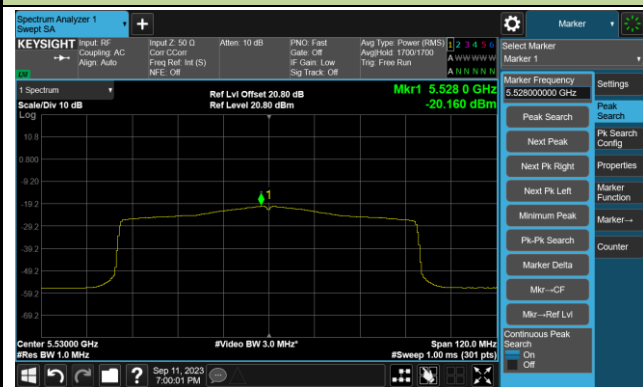 Spectrum Analyzer 1
Swept SA
Marker
KEYSIGHT
Input: RF
Coupling: AC
Align: Auto
Input Z: 50 Ω
Corr CCorr
Freq Ref: Int (S)
NFE: Off
Atten: 10 dB
PNO: Fast
Gate: Off
IF Gain: Low
Sig Track: Off
Avg Type: Power (RMS)
Avg|Hold: 1700/1700
Trig: Free Run
1 2 3 4 5 6
A W W W W W
A N N N N N
Select Marker
Marker 1
1 Spectrum
Scale/Div 10 dB
Log
Ref Lvl Offset 20.80 dB
Ref Level 20.80 dBm
Mkr1 5.528 0 GHz
-20.160 dBm
10.8
0.800
-9.20
-19.2
-29.2
-39.2
-49.2
-59.2
-69.2
1
Center 5.53000 GHz
#Res BW 1.0 MHz
#Video BW 3.0 MHz*
Span 120.0 MHz
#Sweep 1.00 ms (301 pts)
Marker Frequency
5.528000000 GHz
Peak Search
Next Peak
Next Pk Right
Next Pk Left
Minimum Peak
Pk-Pk Search
Marker Delta
Mkr→CF
Mkr→Ref Lvl
Continuous Peak
Search
On
Off
Settings
Peak
Search
Pk Search
Config
Properties
Marker
Function
Marker→
Counter
Sep 11, 2023
7:00:01 PM